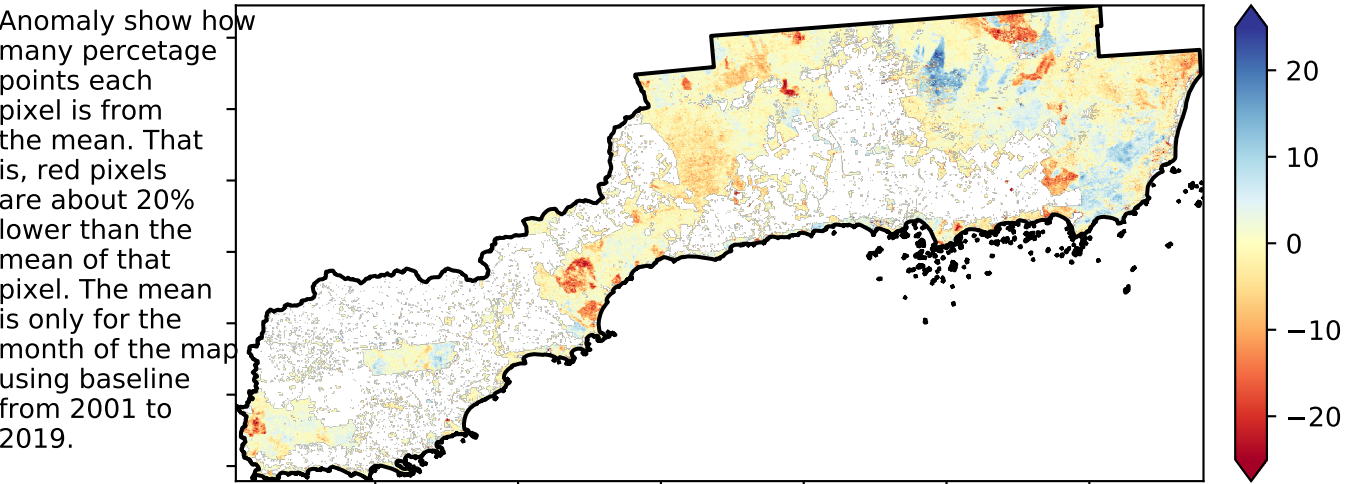 Anomaly show how
many percetage
points each
pixel is from
the mean. That
is, red pixels
are about 20%
lower than the
mean of that
pixel. The mean
is only for the
month of the map
using baseline
from 2001 to
2019.
20
10
0
−10
−20